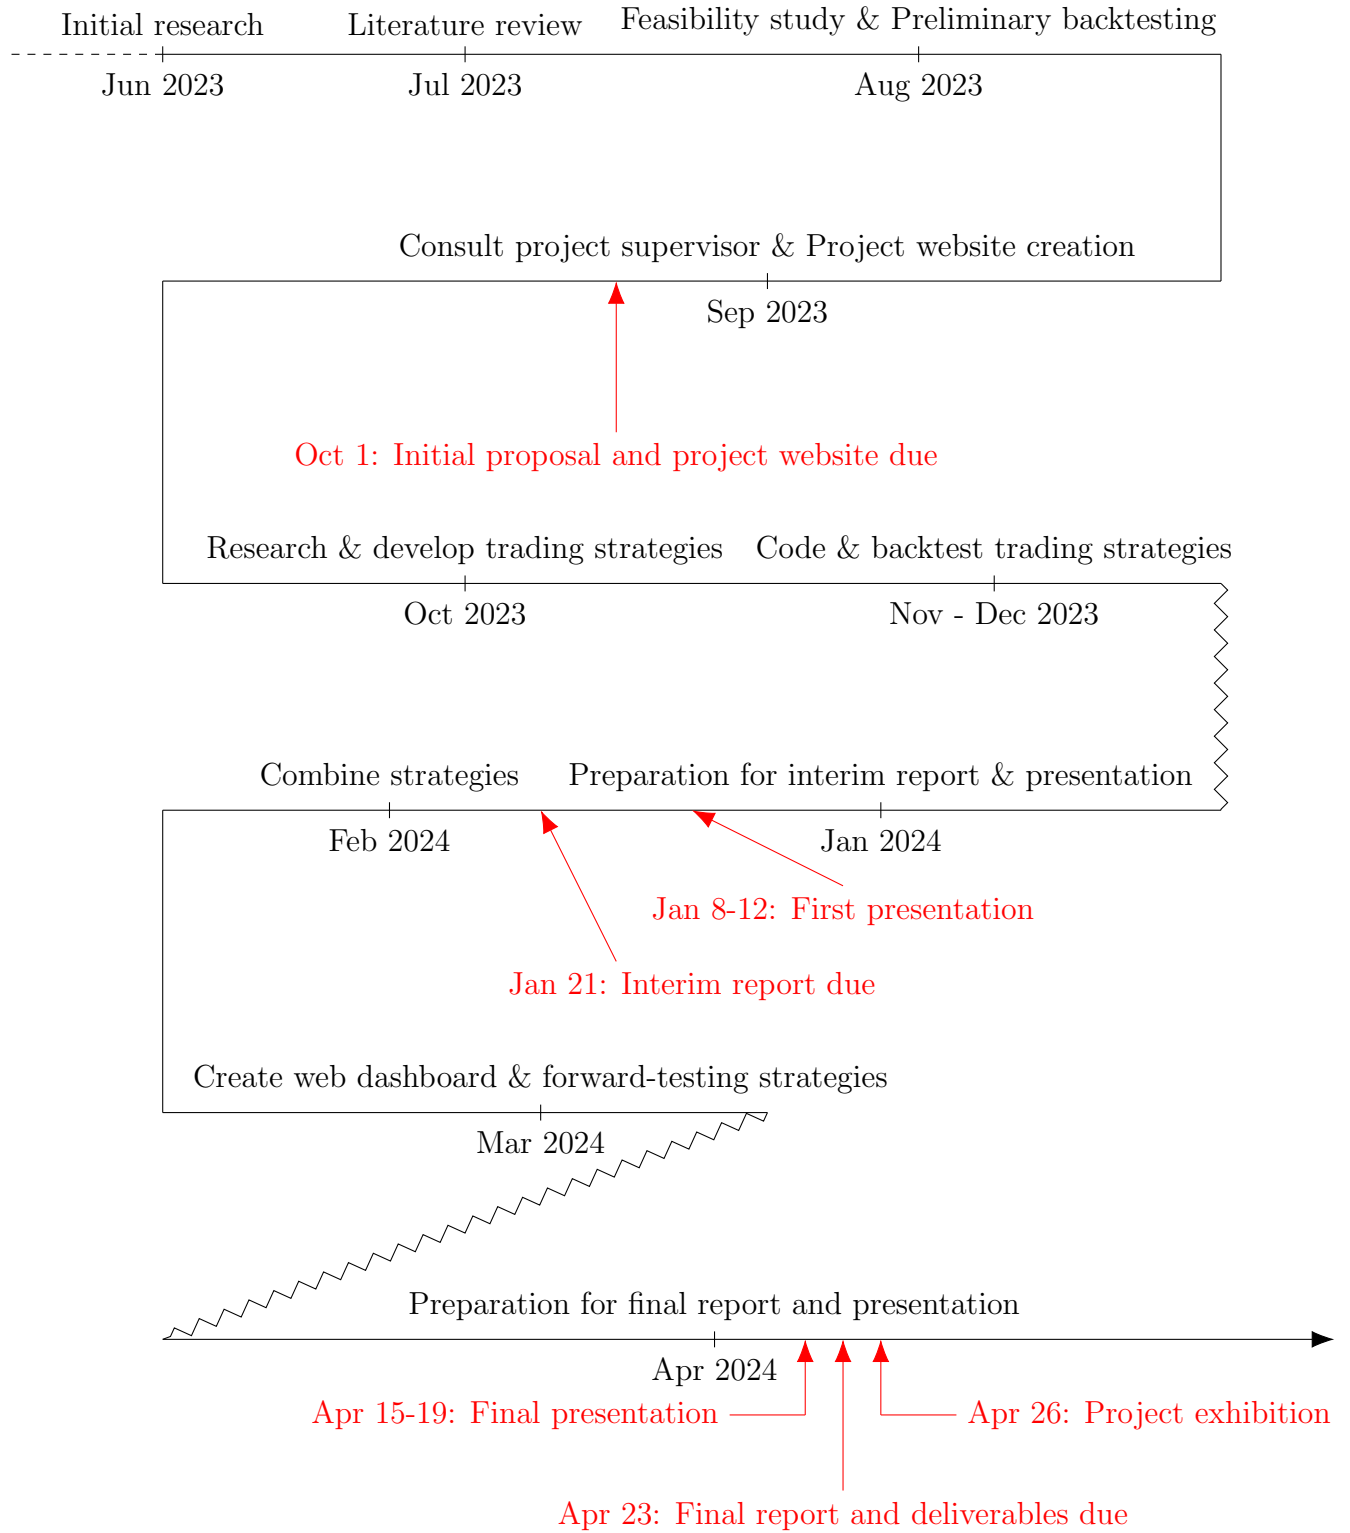 Initial research
Literature review
Feasibility study & Preliminary backtesting
Jun 2023
Jul 2023
Aug 2023
Consult project supervisor & Project website creation
Sep 2023
Oct 1: Initial proposal and project website due
Research & develop trading strategies
Code & backtest trading strategies
Oct 2023
Nov - Dec 2023
Combine strategies
Preparation for interim report & presentation
Feb 2024
Jan 2024
Jan 8-12: First presentation
Jan 21: Interim report due
Create web dashboard & forward-testing strategies
Mar 2024
Preparation for final report and presentation
Apr 2024
Apr 15-19: Final presentation
Apr 26: Project exhibition
Apr 23: Final report and deliverables due